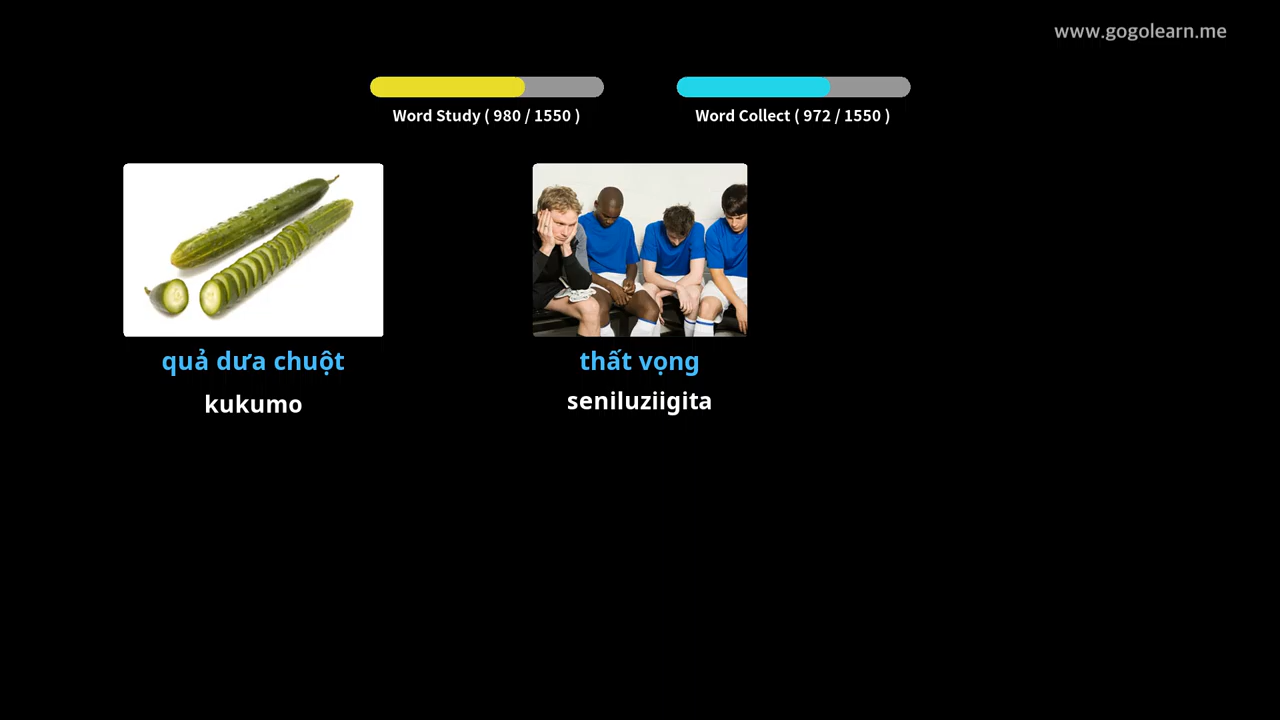 www.gogolearn.me
Word Study ( 980 / 1550 )
Word Collect ( 972 / 1550 )
quả dưa chuột
thất vọng
kukumo
seniluziigita